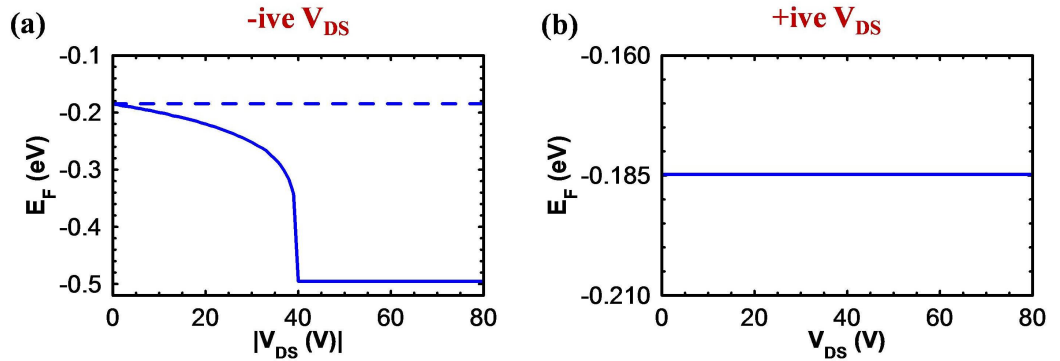 (a)
-ive V_DS
-0.1
-0.2
-0.3
-0.4
-0.5
E_F (eV)
0
20
40
60
80
|V_DS (V)|
(b)
+ive V_DS
-0.160
-0.185
-0.210
E_F (eV)
0
20
40
60
80
V_DS (V)